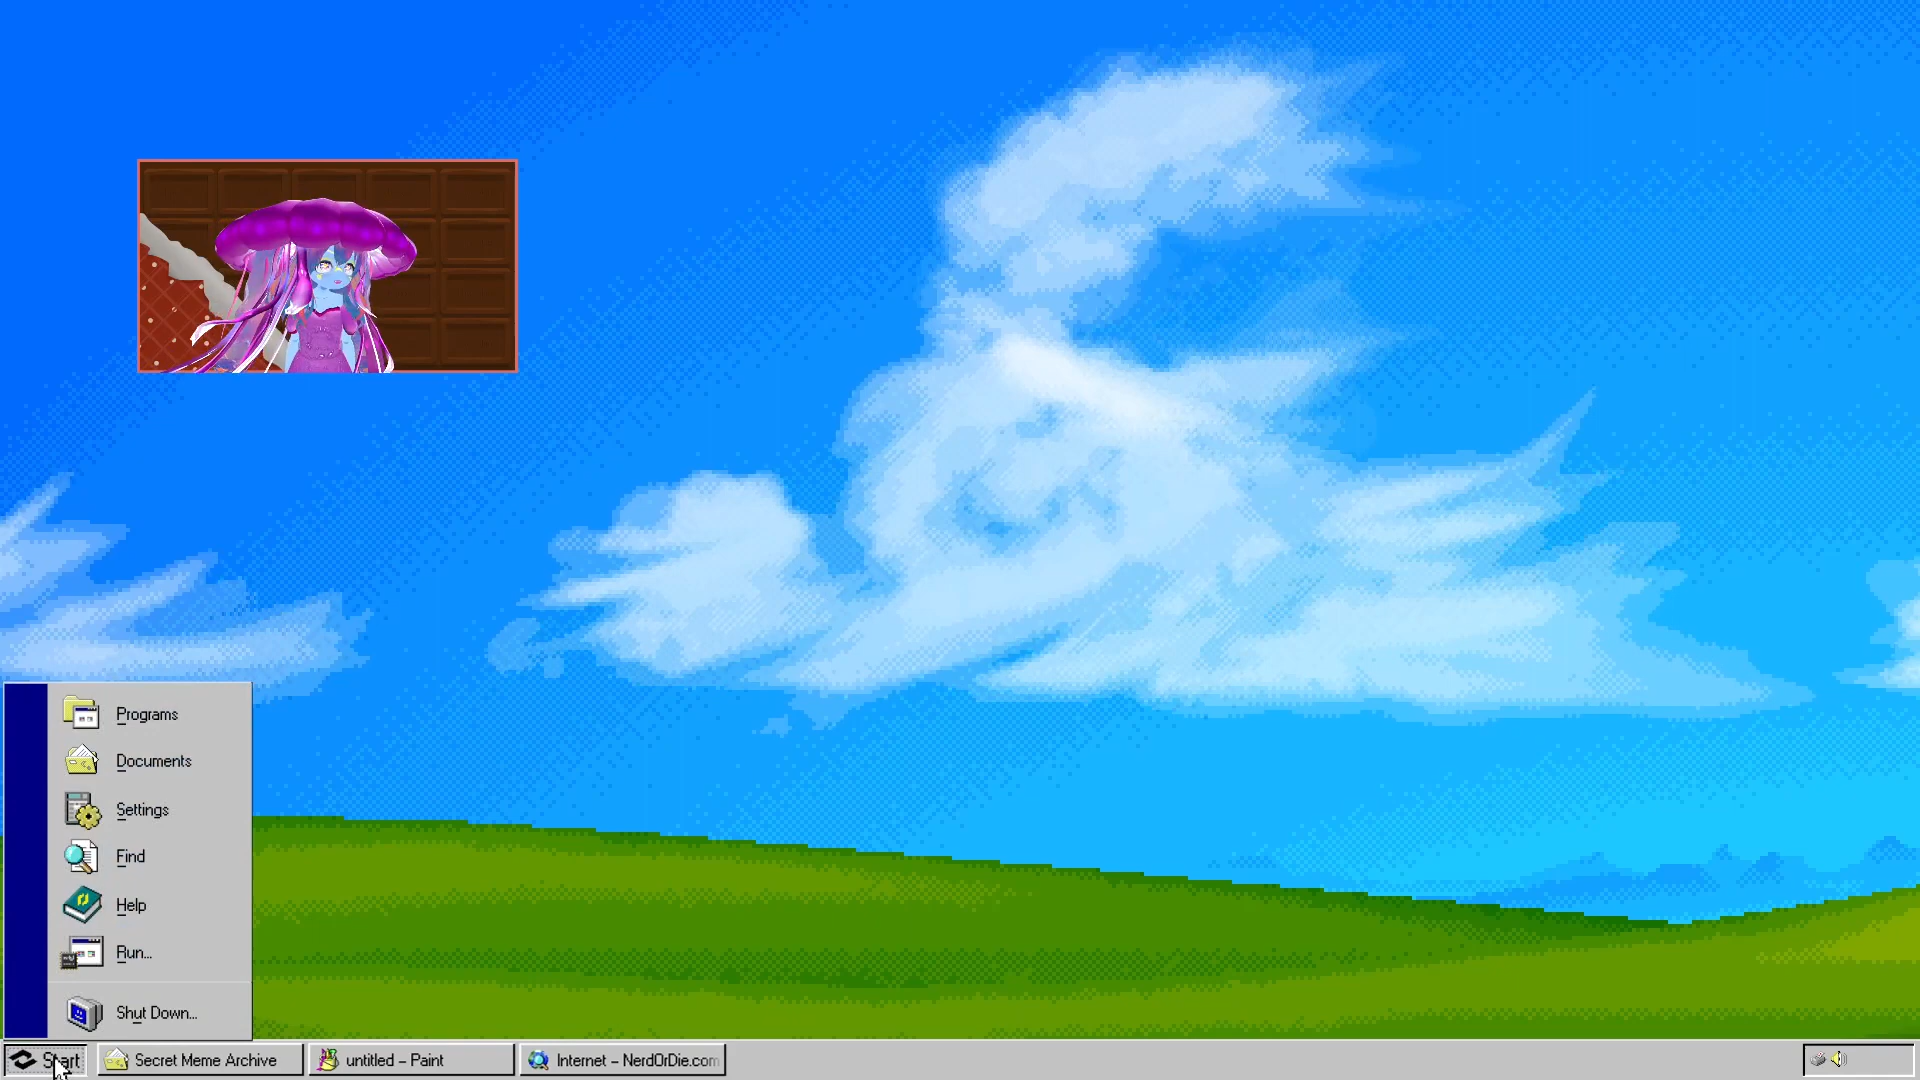 Programs
Documents
Settings
Find
Help
Run...
Shut Down...
Start
Secret Meme Archive
untitled – Paint
Internet – NerdOrDie.com